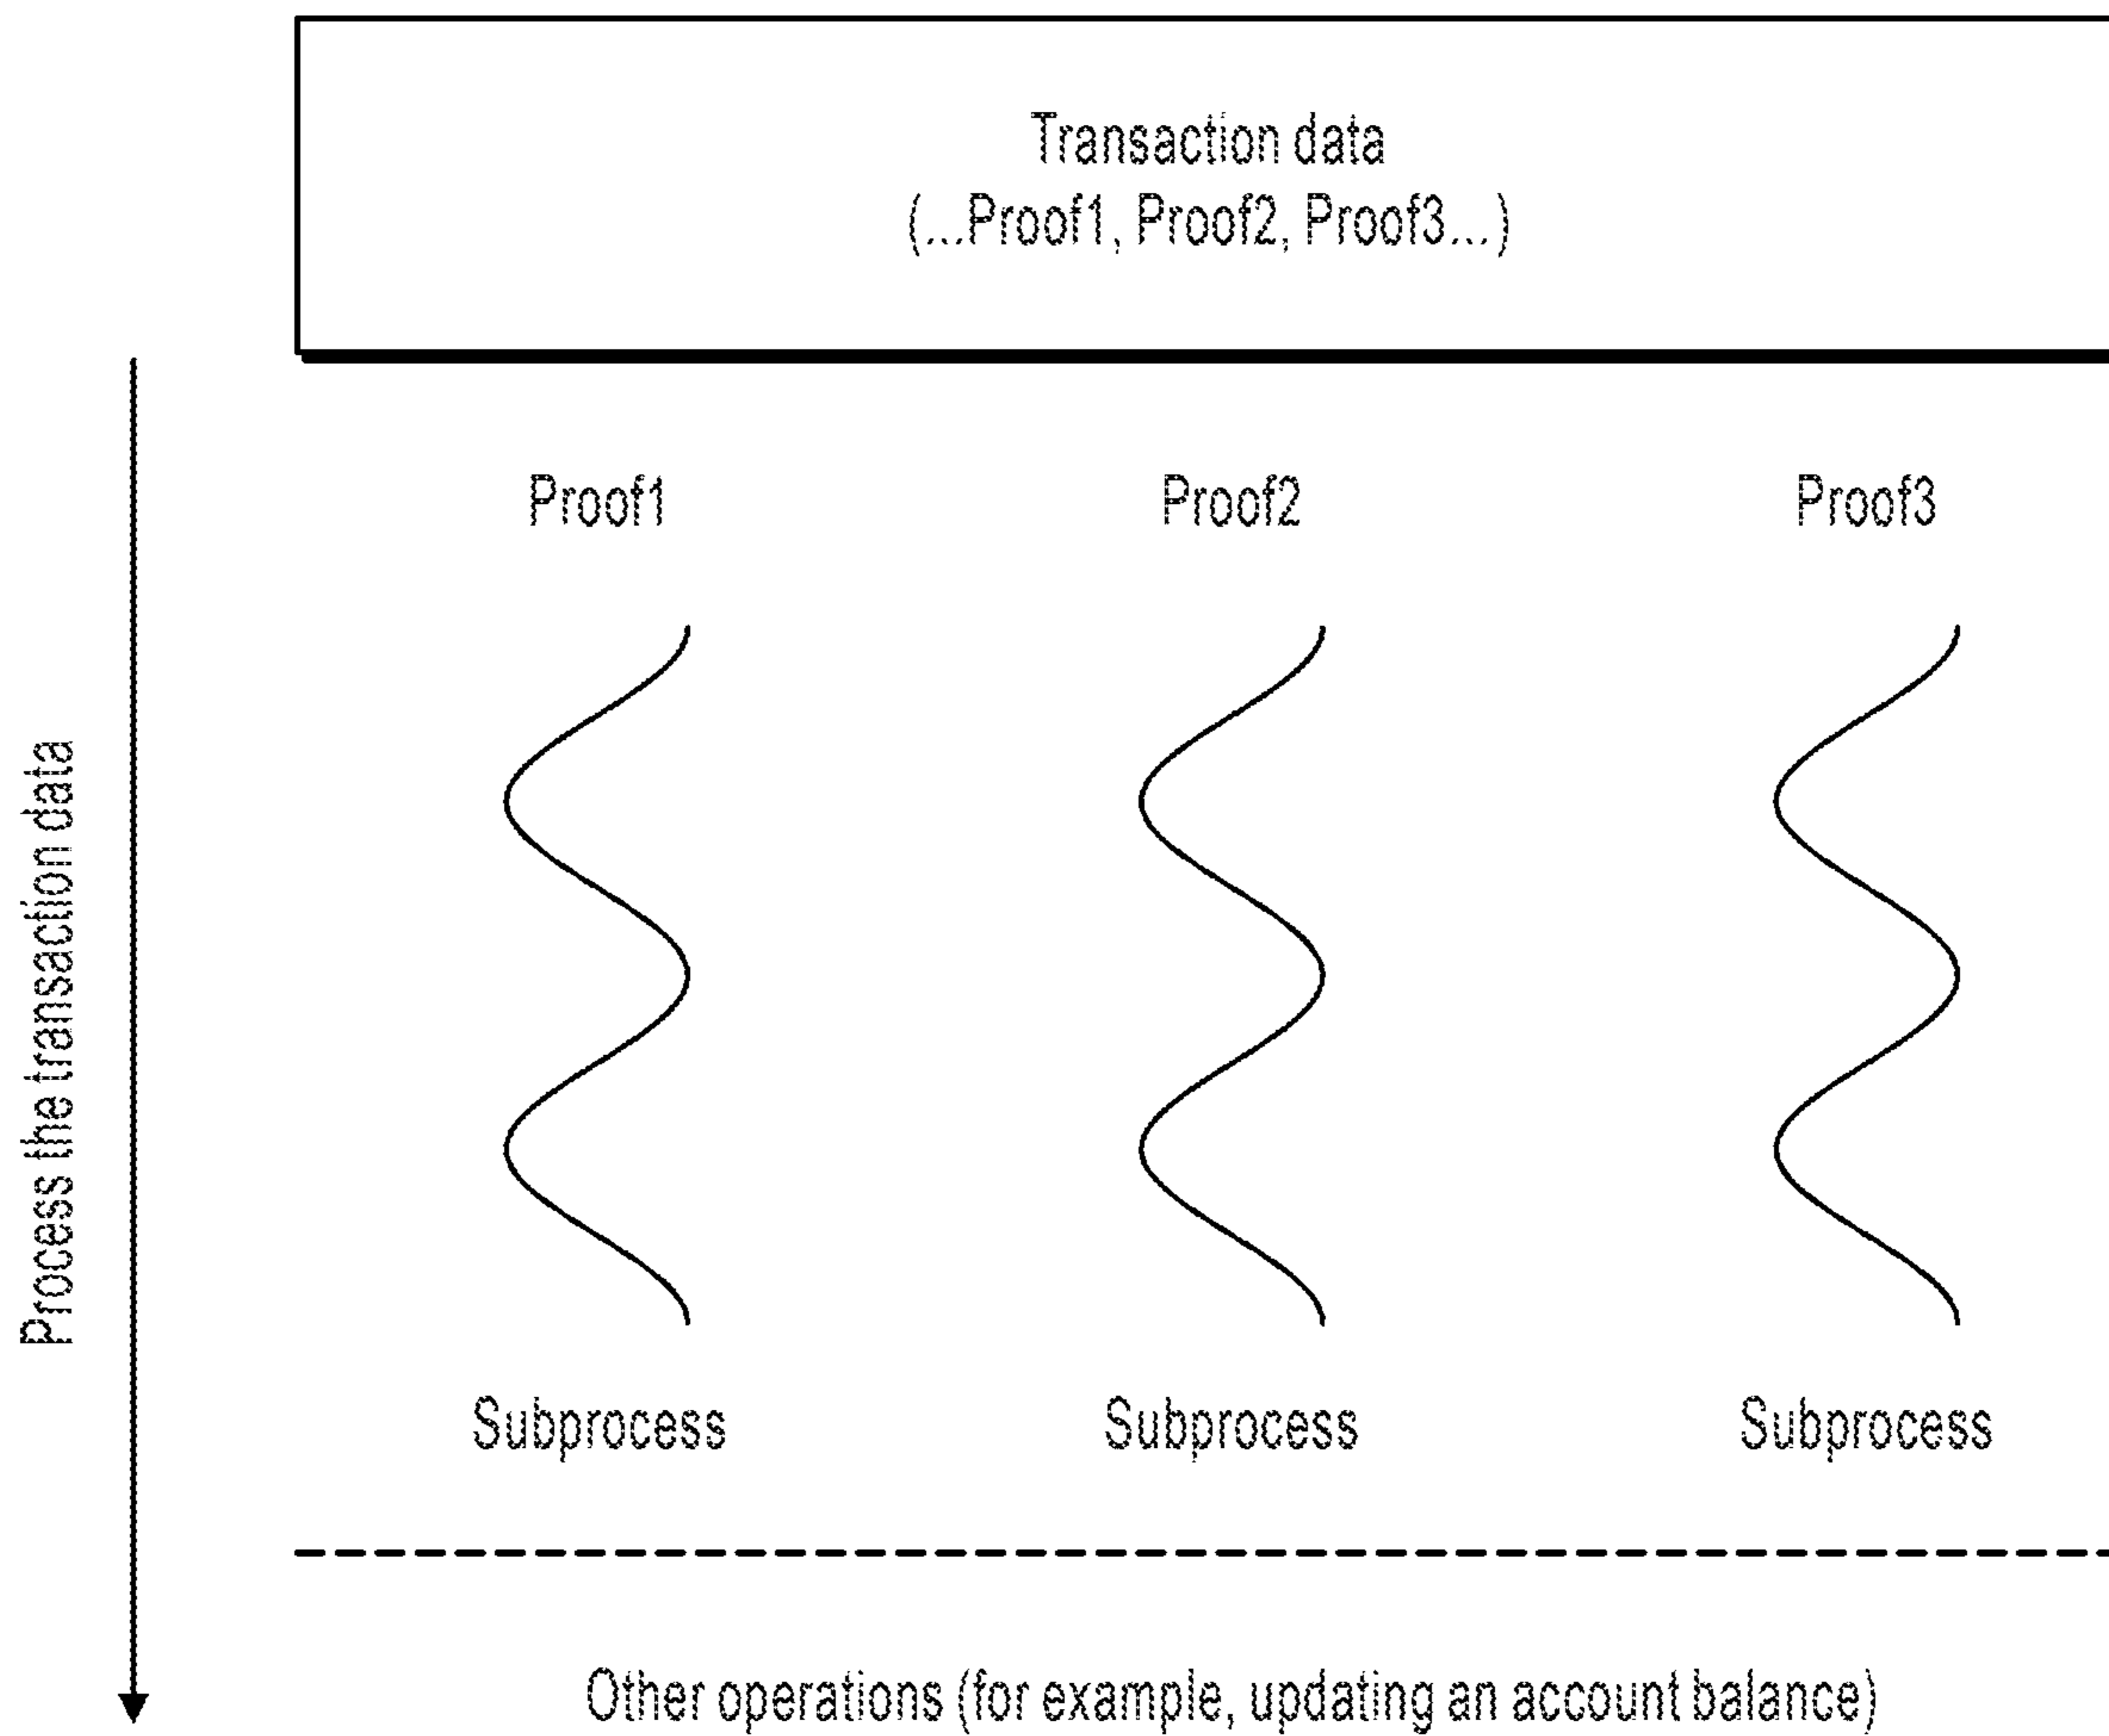 Transaction data
(...Proof1, Proof2, Proof3...)
Process the transaction data
Proof1
Proof2
Proof3
Subprocess
Subprocess
Subprocess
Other operations (for example, updating an account balance)